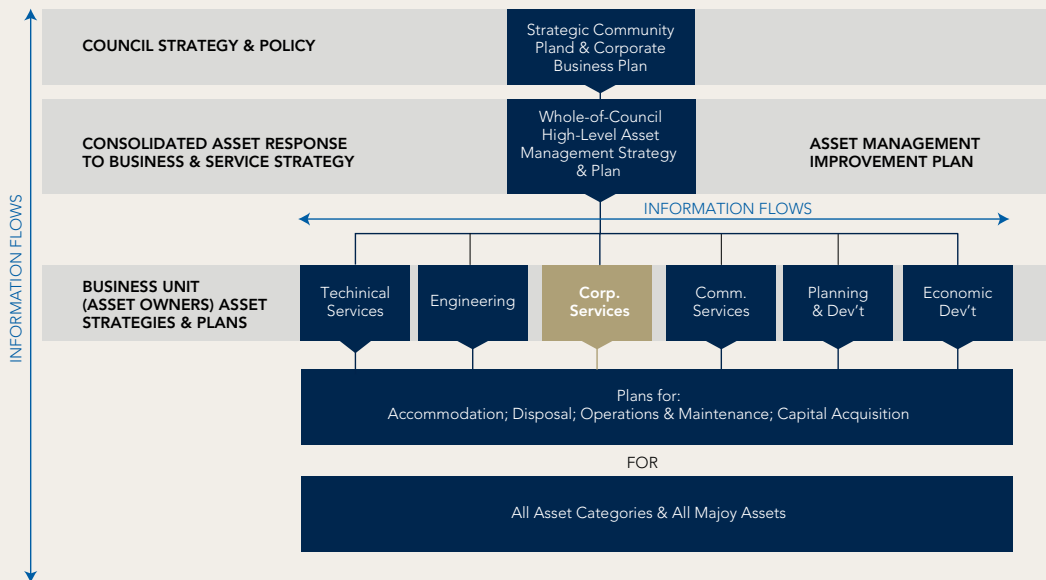 COUNCIL STRATEGY & POLICY
Strategic Community
Pland & Corporate
Business Plan
CONSOLIDATED ASSET RESPONSE
TO BUSINESS & SERVICE STRATEGY
Whole-of-Council
High-Level Asset
Management Strategy
& Plan
ASSET MANAGEMENT
IMPROVEMENT PLAN
INFORMATION FLOWS
INFORMATION FLOWS
BUSINESS UNIT
(ASSET OWNERS) ASSET
STRATEGIES & PLANS
Techinical
Services
Engineering
Corp.
Services
Comm.
Services
Planning
& Dev't
Economic
Dev't
Plans for:
Accommodation; Disposal; Operations & Maintenance; Capital Acquisition
FOR
All Asset Categories & All Majoy Assets